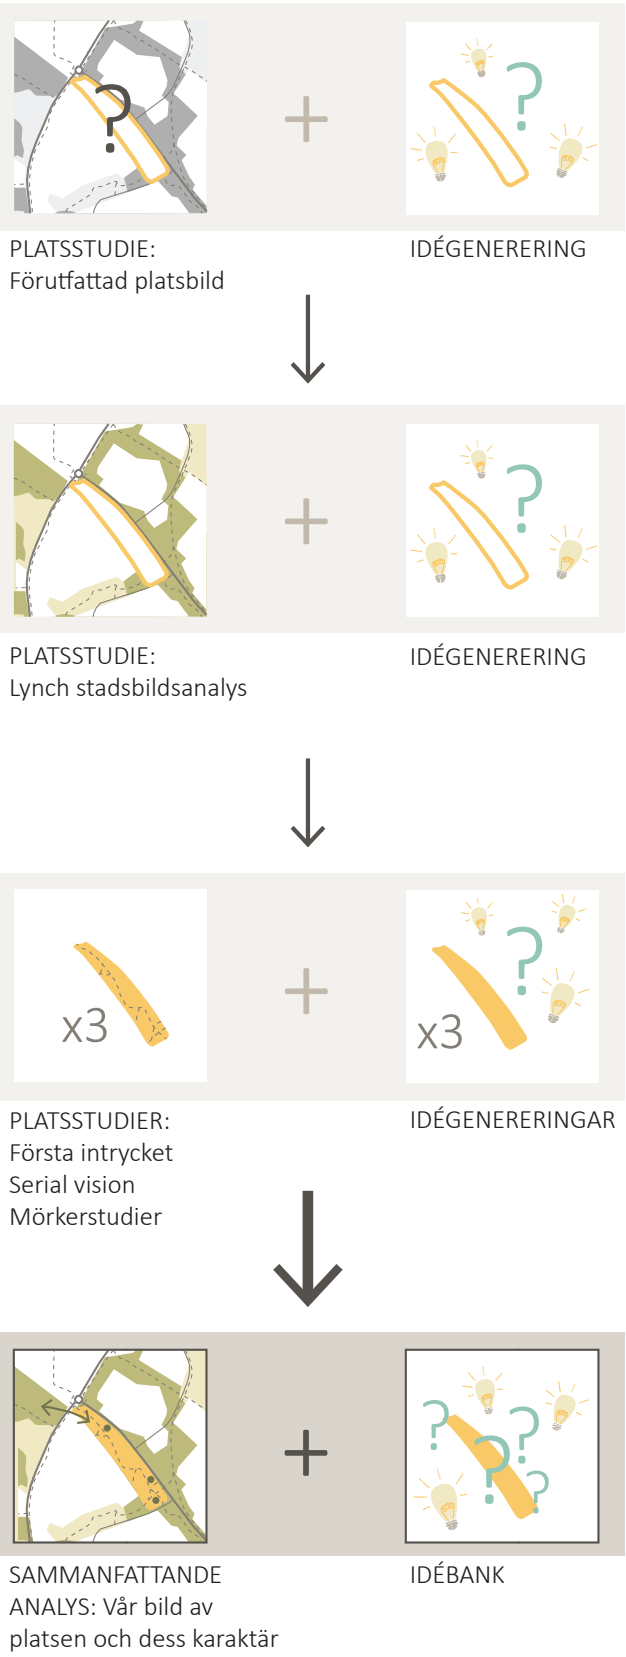 ?
+
?
PLATSSTUDIE:
Förutfattad platsbild
IDÉGENERERING
+
?
PLATSSTUDIE:
Lynch stadsbildsanalys
IDÉGENERERING
x3
+
?
x3
PLATSSTUDIER:
Första intrycket
Serial vision
Mörkerstudier
IDÉGENERERINGAR
+
? ? ? ?
SAMMANFATTANDE
ANALYS: Vår bild av
platsen och dess karaktär
IDÉBANK